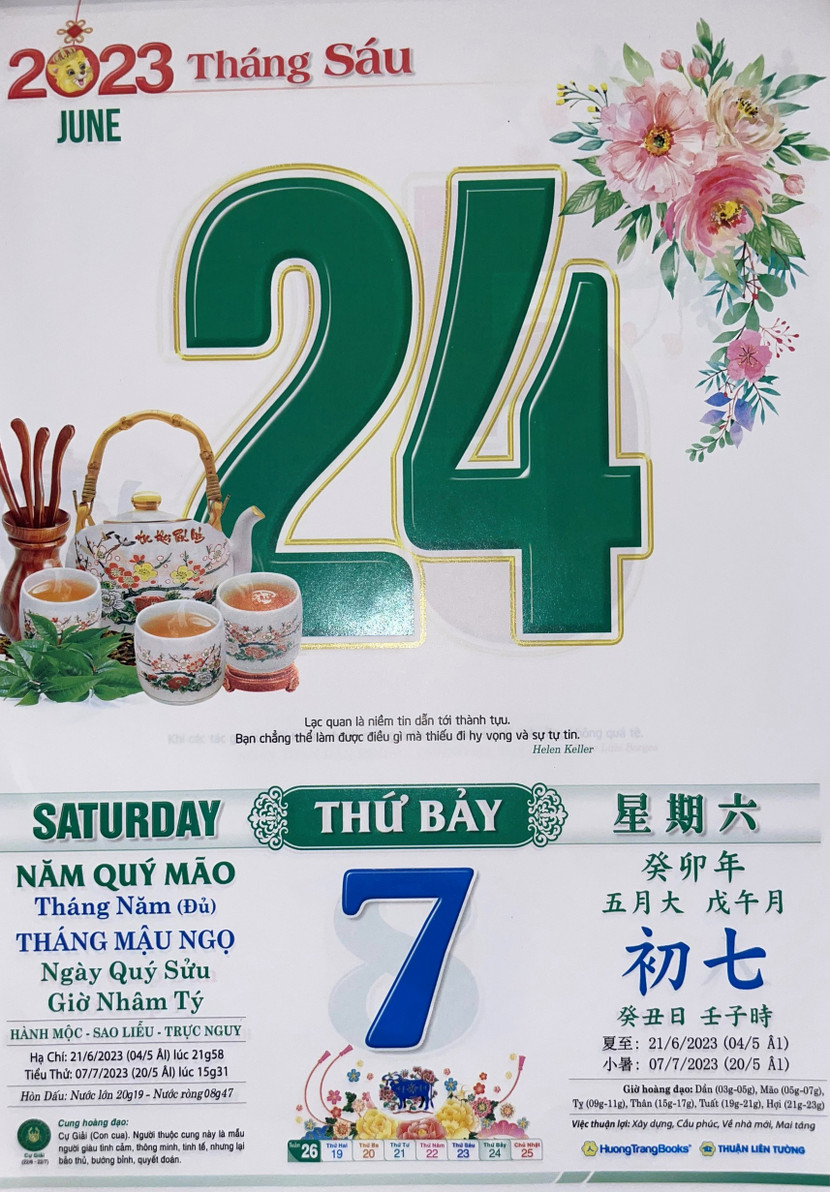 2023 Tháng Sáu
JUNE
24
Lạc quan là niềm tin dẫn tới thành tựu.
Bạn chẳng thể làm được điều gì mà thiếu đi hy vọng và sự tự tin.
Helen Keller
SATURDAY
THỨ BẢY
星期六
NĂM QUÝ MÃO
Tháng Năm (Đủ)
THÁNG MẬU NGỌ
Ngày Quý Sửu
Giờ Nhâm Tý
HÀNH MỘC - SAO LIỄU - TRỰC NGUY
Hạ Chí: 21/6/2023 (04/5 Âl) lúc 21g58
Tiểu Thử: 07/7/2023 (20/5 Âl) lúc 15g31
Hòn Dấu: Nước lớn 20g19 - Nước ròng 08g47
Cung hoàng đạo:
Cự Giải (Con cua). Người thuộc cung này là mẫu
người giàu tình cảm, thông minh, tinh tế, nhưng lại
bảo thủ, bướng bỉnh, quyết đoán.
Cự Giải
(22/6 - 22/7)
7
Tuần 26
Thứ Hai 19
Thứ Ba 20
Thứ Tư 21
Thứ Năm 22
Thứ Sáu 23
Thứ Bảy 24
Chủ Nhật 25
癸卯年
五月大 戊午月
初七
癸丑日 壬子時
夏至: 21/6/2023 (04/5 Âl)
小暑: 07/7/2023 (20/5 Âl)
Giờ hoàng đạo: Dần (03g-05g), Mão (05g-07g),
Tỵ (09g-11g), Thân (15g-17g), Tuất (19g-21g), Hợi (21g-23g)
Việc thuận lợi: Xây dựng, Cầu phúc, Về nhà mới, Mai táng
HuongTrangBooks® THUẬN LIÊN TƯỜNG